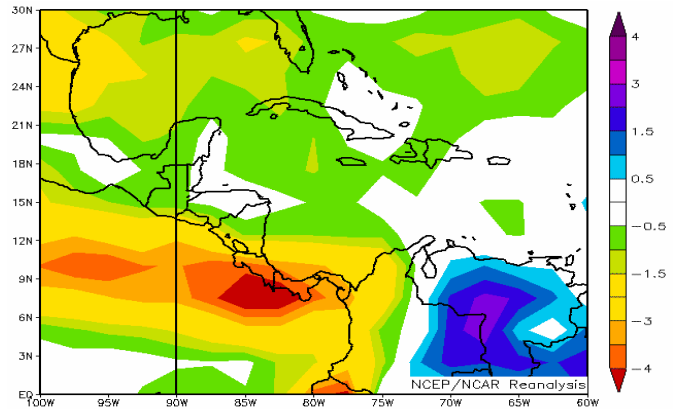 30N
27N
24N
21N
18N
15N
12N
9N
6N
3N
EQ
100W 95W 90W 85W 80W 75W 70W 65W 60W
NCEP/NCAR Reanalysis
4
3
1.5
0.5
-0.5
-1.5
-3
-4